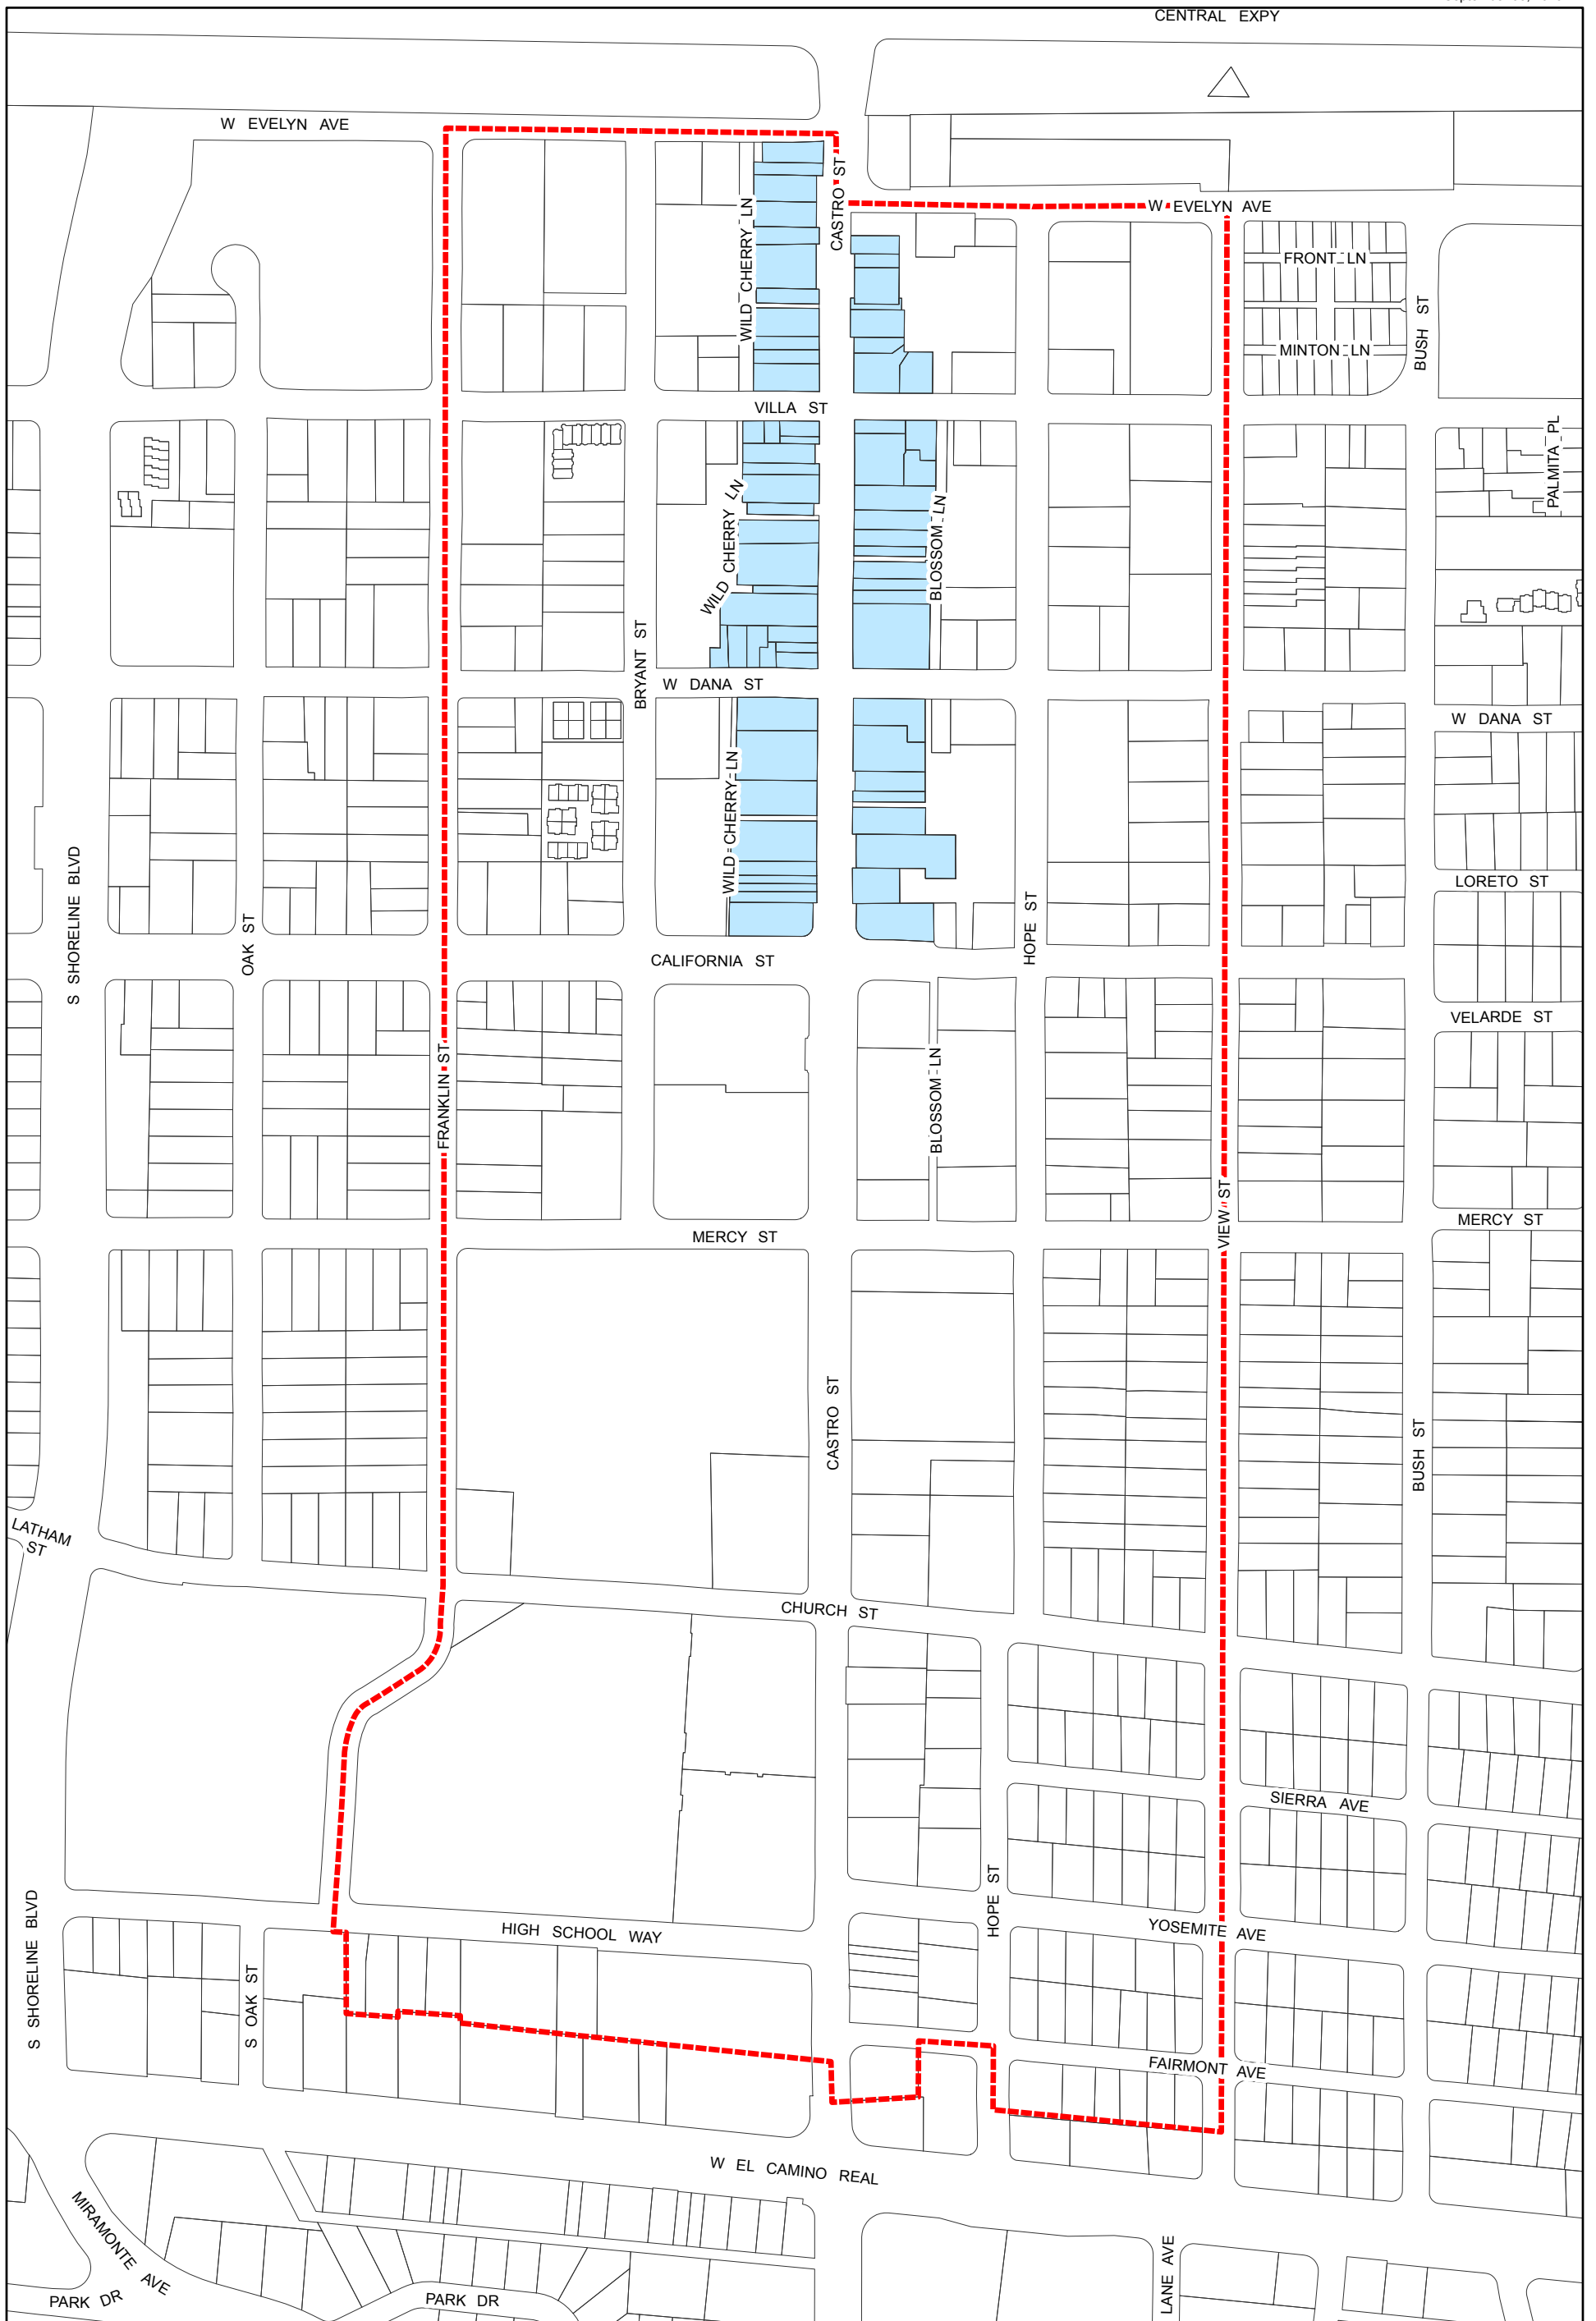 CENTRAL EXPY
W EVELYN AVE
CASTRO ST
WILD CHERRY LN
W EVELYN AVE
FRONT LN
BUSH ST
MINTON LN
VILLA ST
PALMITA PL
WILD CHERRY LN
BLOSSOM LN
BRYANT ST
W DANA ST
W DANA ST
WILD CHERRY LN
S SHORELINE BLVD
LORETO ST
OAK ST
HOPE ST
CALIFORNIA ST
VELARDE ST
FRANKLIN ST
BLOSSOM LN
VIEW ST
MERCY ST
MERCY ST
CASTRO ST
BUSH ST
LATHAM
ST
CHURCH ST
SIERRA AVE
S SHORELINE BLVD
HOPE ST
HIGH SCHOOL WAY
YOSEMITE AVE
S OAK ST
FAIRMONT AVE
W EL CAMINO REAL
MIRAMONTE AVE
LANE AVE
PARK DR
PARK DR